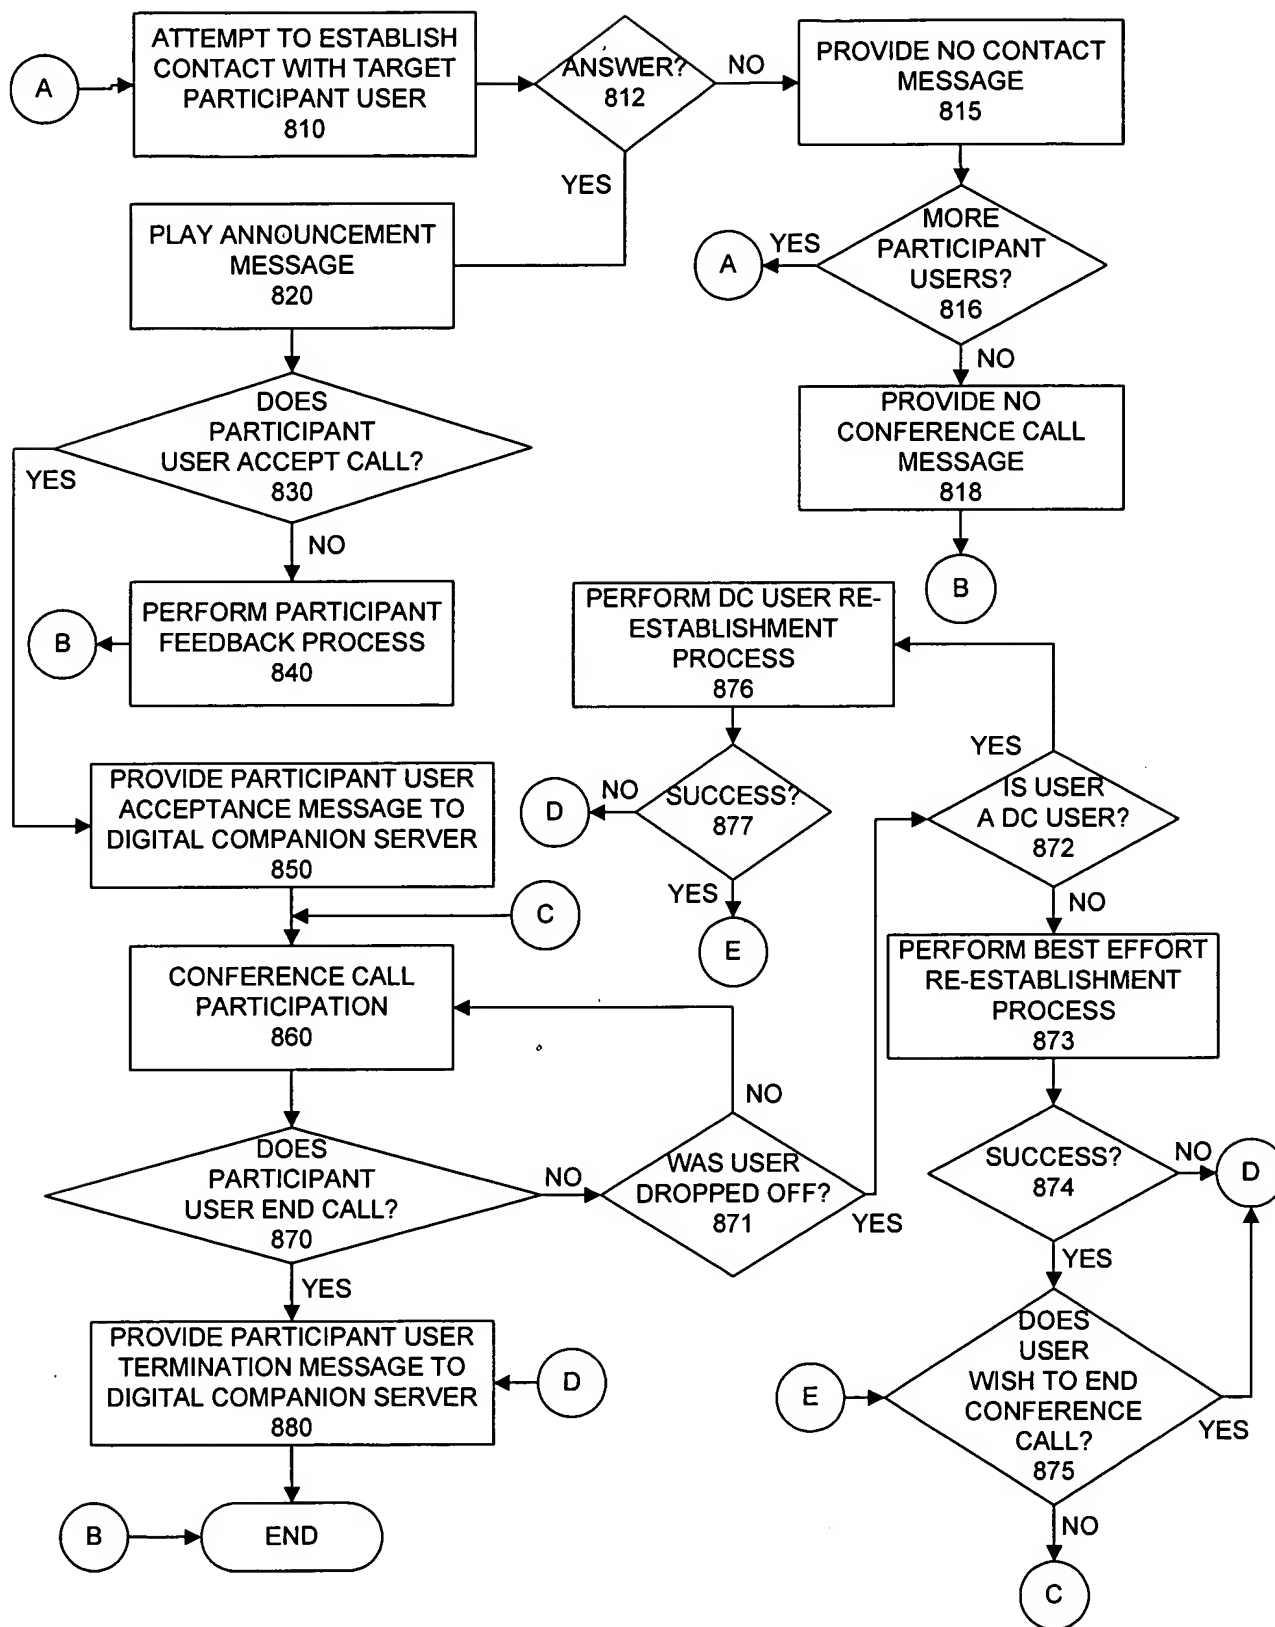 A
ATTEMPT TO ESTABLISH
CONTACT WITH TARGET
PARTICIPANT USER
810
ANSWER?
812
NO
YES
PROVIDE NO CONTACT
MESSAGE
815
MORE
PARTICIPANT
USERS?
816
YES
A
NO
PROVIDE NO
CONFERENCE CALL
MESSAGE
818
B
PLAY ANNOUNCEMENT
MESSAGE
820
DOES
PARTICIPANT
USER ACCEPT CALL?
830
YES
NO
PERFORM PARTICIPANT
FEEDBACK PROCESS
840
B
PROVIDE PARTICIPANT USER
ACCEPTANCE MESSAGE TO
DIGITAL COMPANION SERVER
850
C
CONFERENCE CALL
PARTICIPATION
860
DOES
PARTICIPANT
USER END CALL?
870
NO
YES
WAS USER
DROPPED OFF?
871
NO
YES
PERFORM DC USER RE-
ESTABLISHMENT
PROCESS
876
SUCCESS?
877
NO
D
YES
E
IS USER
A DC USER?
872
YES
NO
PERFORM BEST EFFORT
RE-ESTABLISHMENT
PROCESS
873
SUCCESS?
874
NO
D
YES
DOES
USER
WISH TO END
CONFERENCE
CALL?
875
E
YES
NO
C
PROVIDE PARTICIPANT USER
TERMINATION MESSAGE TO
DIGITAL COMPANION SERVER
880
D
B
END